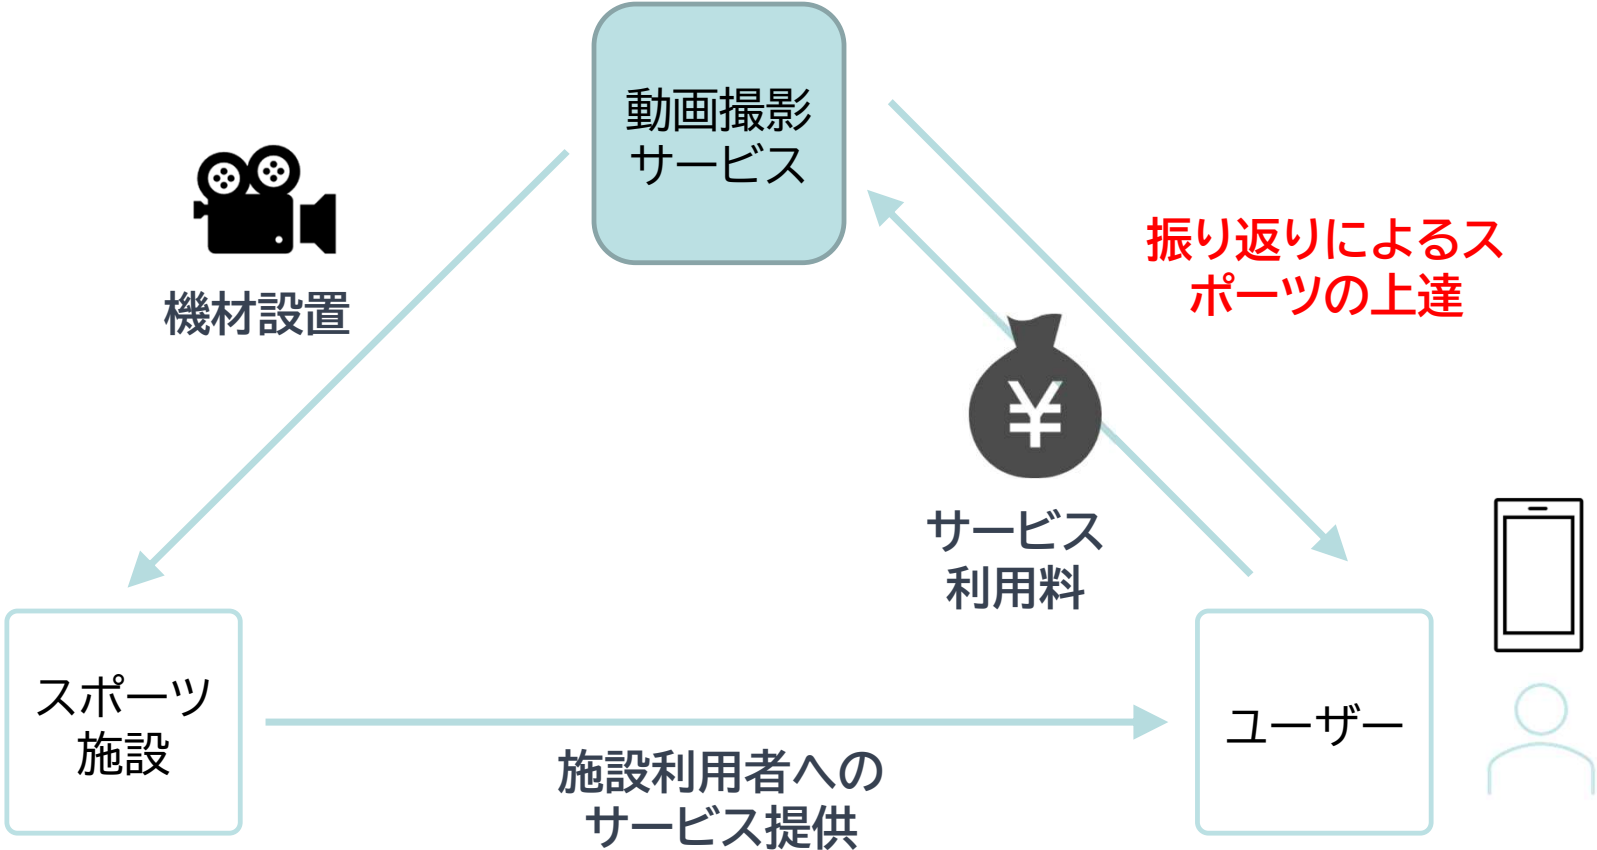 動画撮影
サービス
振り返りによるス
ポーツの上達
機材設置
¥
サービス
利用料
スポーツ
施設
ユーザー
施設利用者への
サービス提供